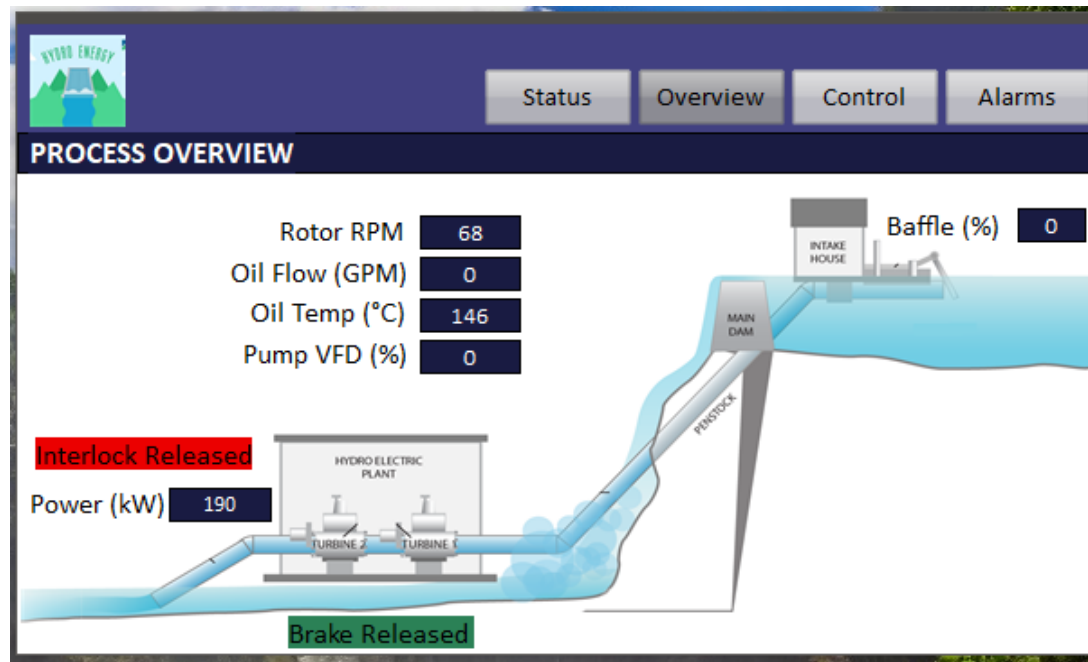 HYDRO ENERGY
Status
Overview
Control
Alarms
PROCESS OVERVIEW
Rotor RPM 68
Oil Flow (GPM) 0
Oil Temp (°C) 146
Pump VFD (%) 0
Baffle (%) 0
INTAKE
HOUSE
MAIN
DAM
PENSTOCK
Interlock Released
Power (kW) 190
HYDRO ELECTRIC
PLANT
TURBINE 2
TURBINE 1
Brake Released